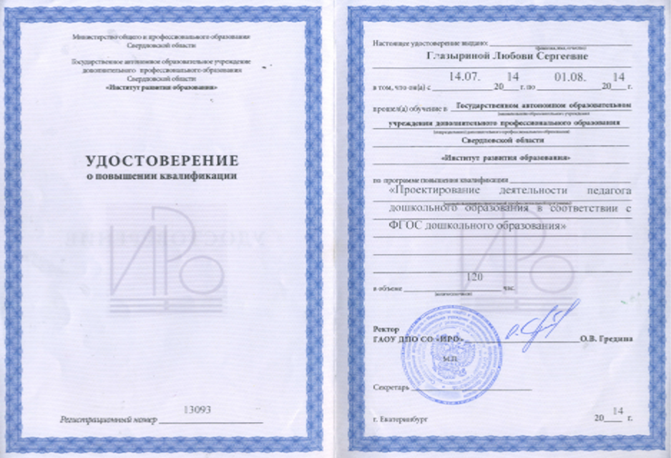 Министерство общего и профессионального образования
Свердловской области
Государственное автономное образовательное учреждение
дополнительного профессионального образования
Свердловской области
«Институт развития образования»
УДОСТОВЕРЕНИЕ
о повышении квалификации
ИРО
Регистрационный номер 13093
Настоящее удостоверение выдано
(фамилия, имя, отчество)
Глазыриной Любови Сергеевне
в том, что он(а) с 14.07. 20 14 г. по 01.08. 20 14 г.
прошел(а) обучение в Государственном автономном образовательном
(наименование образовательного учреждения)
учреждении дополнительного профессионального образования
Свердловской области
«Институт развития образования»
по программе повышения квалификации
«Проектирование деятельности педагога
дошкольного образования в соответствии с
ФГОС дошкольного образования»
ИРО
в объеме 120 час.
(количество часов)
Ректор
ГАОУ ДПО СО «ИРО» О.В. Гредина
Секретарь
г. Екатеринбург 20 14 г.